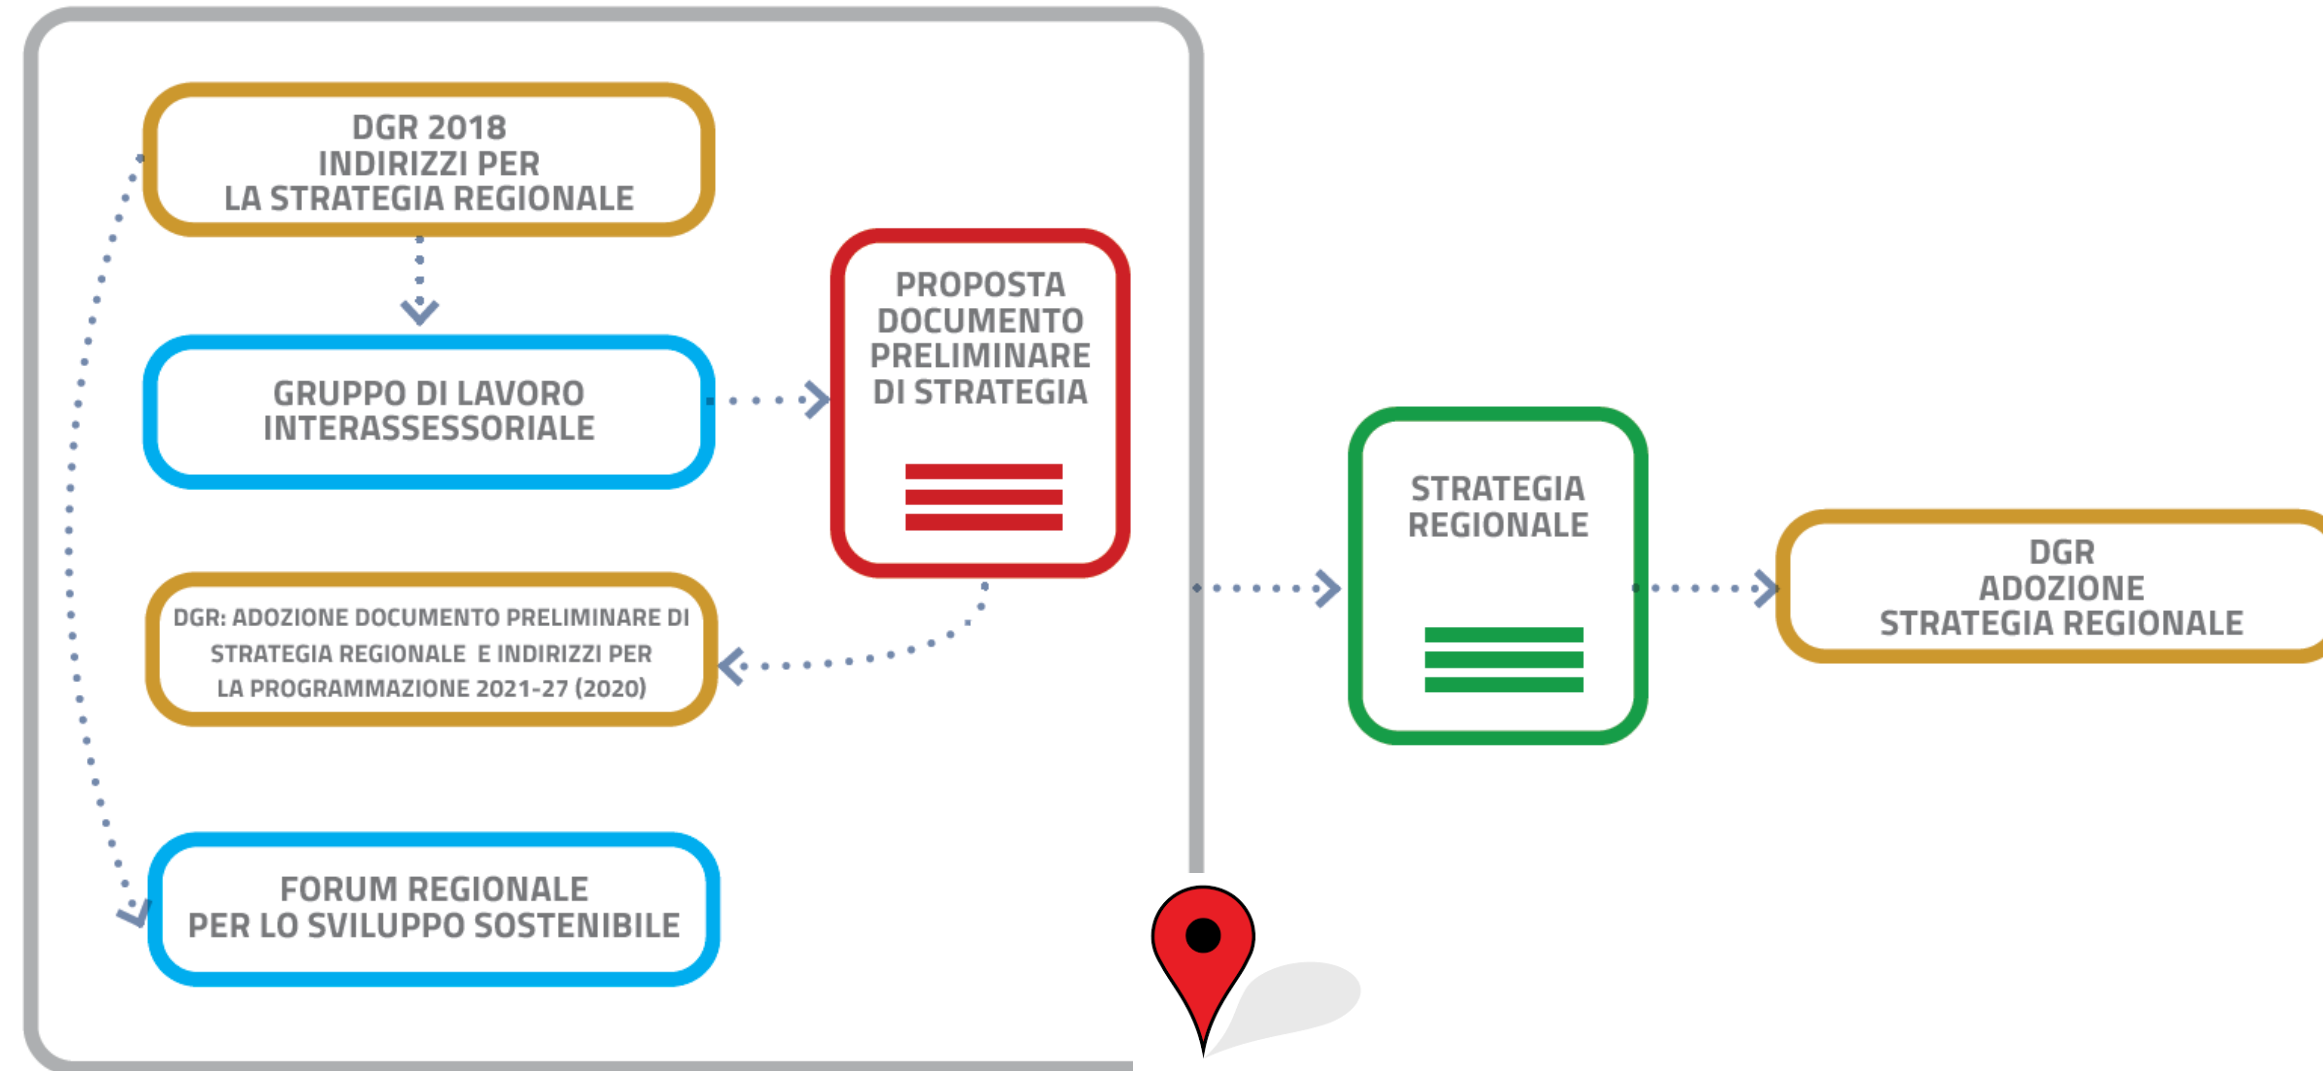 DGR 2018
INDIRIZZI PER
LA STRATEGIA REGIONALE
GRUPPO DI LAVORO
INTERASSESSORIALE
PROPOSTA
DOCUMENTO
PRELIMINARE
DI STRATEGIA
DGR: ADOZIONE DOCUMENTO PRELIMINARE DI
STRATEGIA REGIONALE E INDIRIZZI PER
LA PROGRAMMAZIONE 2021-27 (2020)
FORUM REGIONALE
PER LO SVILUPPO SOSTENIBILE
STRATEGIA
REGIONALE
DGR
ADOZIONE
STRATEGIA REGIONALE